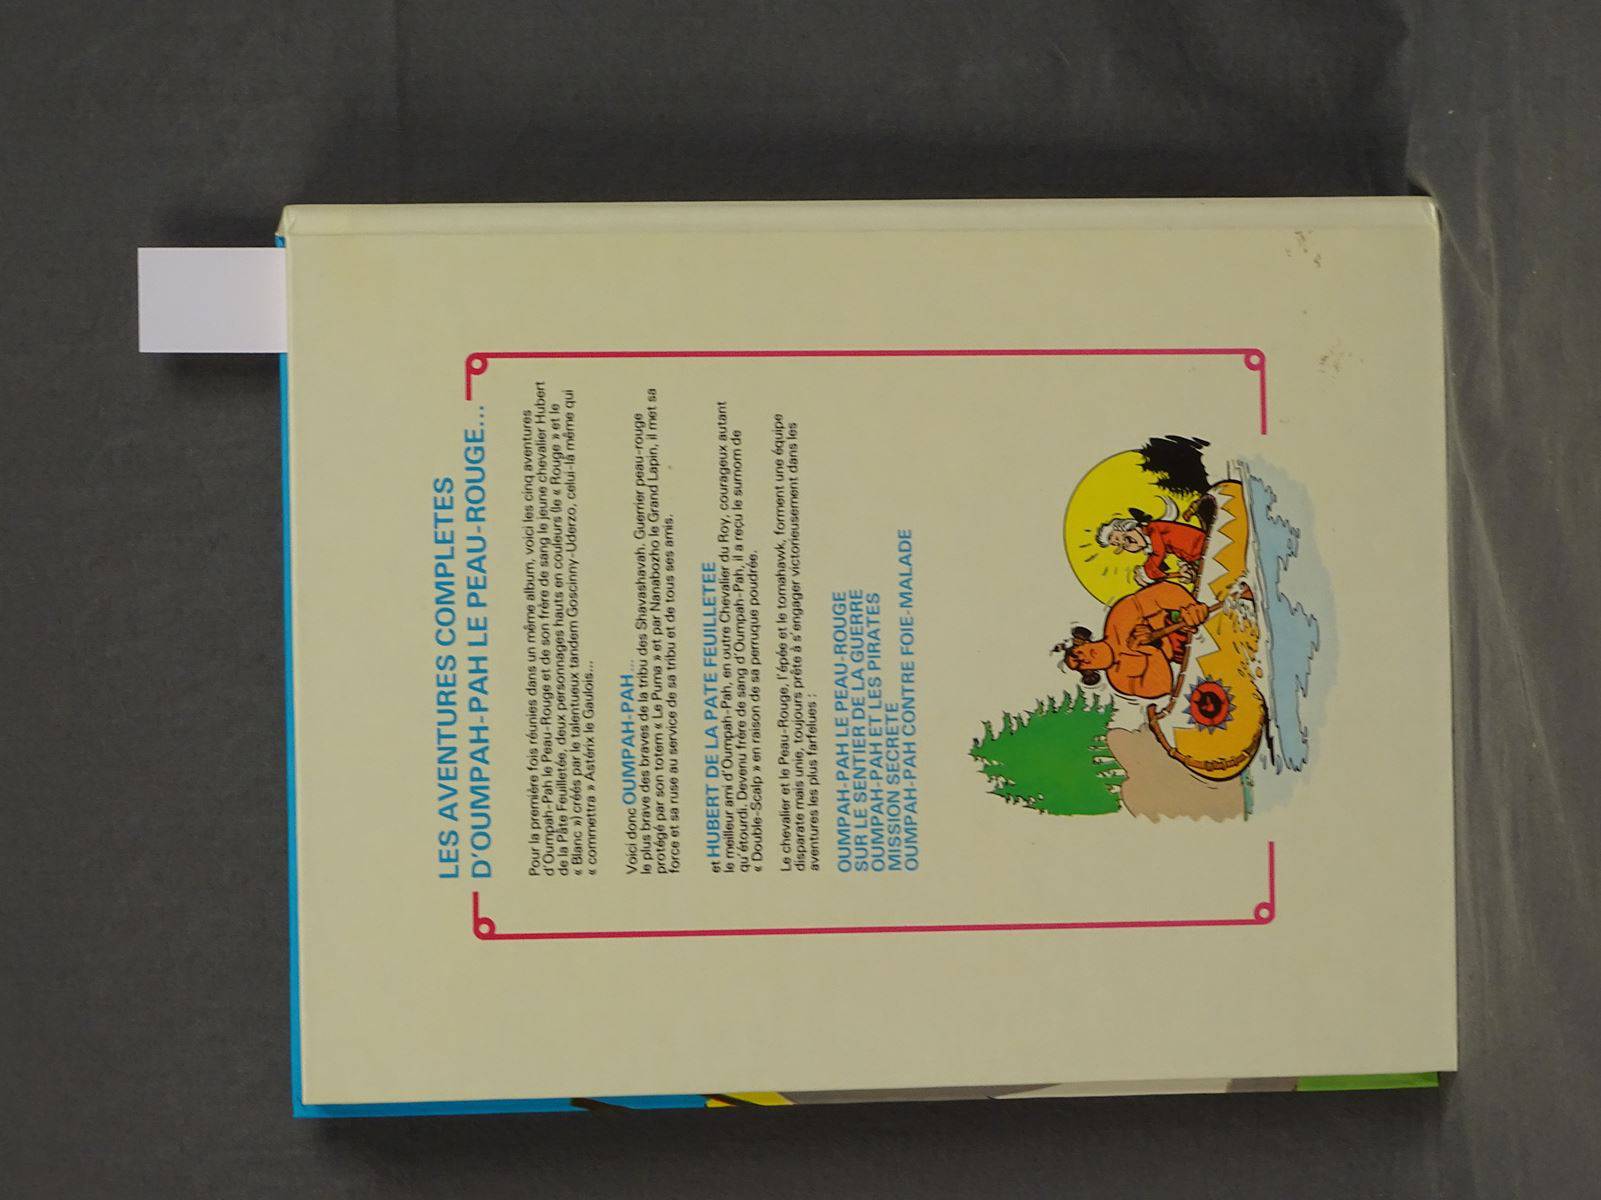 LES AVENTURES COMPLETES
D'OUMPAH-PAH LE PEAU-ROUGE...
Pour la première fois réunies dans un même album, voici les cinq aventures
d'Oumpah-Pah le Peau-Rouge et de son frère de sang le jeune chevalier Hubert
de la Pâte Feuilletée, deux personnages hauts en couleurs (le « Rouge » et le
« Blanc ») créés par le talentueux tandem Goscinny-Uderzo, celui-là même qui
« commettra » Astérix le Gaulois...
Voici donc OUMPAH-PAH...
le plus brave des braves de la tribu des Shavashavah. Guerrier peau-rouge
protégé par son totem « Le Puma » et par Nanabozho le Grand Lapin, il met sa
force et sa ruse au service de sa tribu et de tous ses amis.
et HUBERT DE LA PATE FEUILLETEE
le meilleur ami d'Oumpah-Pah, en outre Chevalier du Roy, courageux autant
qu'étourdi. Devenu frère de sang d'Oumpah-Pah, il a reçu le surnom de
« Double-Scalp » en raison de sa perruque poudrée.
Le chevalier et le Peau-Rouge, l'épée et le tomahawk, forment une équipe
disparate mais unie, toujours prête à s'engager victorieusement dans les
aventures les plus farfelues :
OUMPAH-PAH LE PEAU-ROUGE
SUR LE SENTIER DE LA GUERRE
OUMPAH-PAH ET LES PIRATES
MISSION SECRETE
OUMPAH-PAH CONTRE FOIE-MALADE